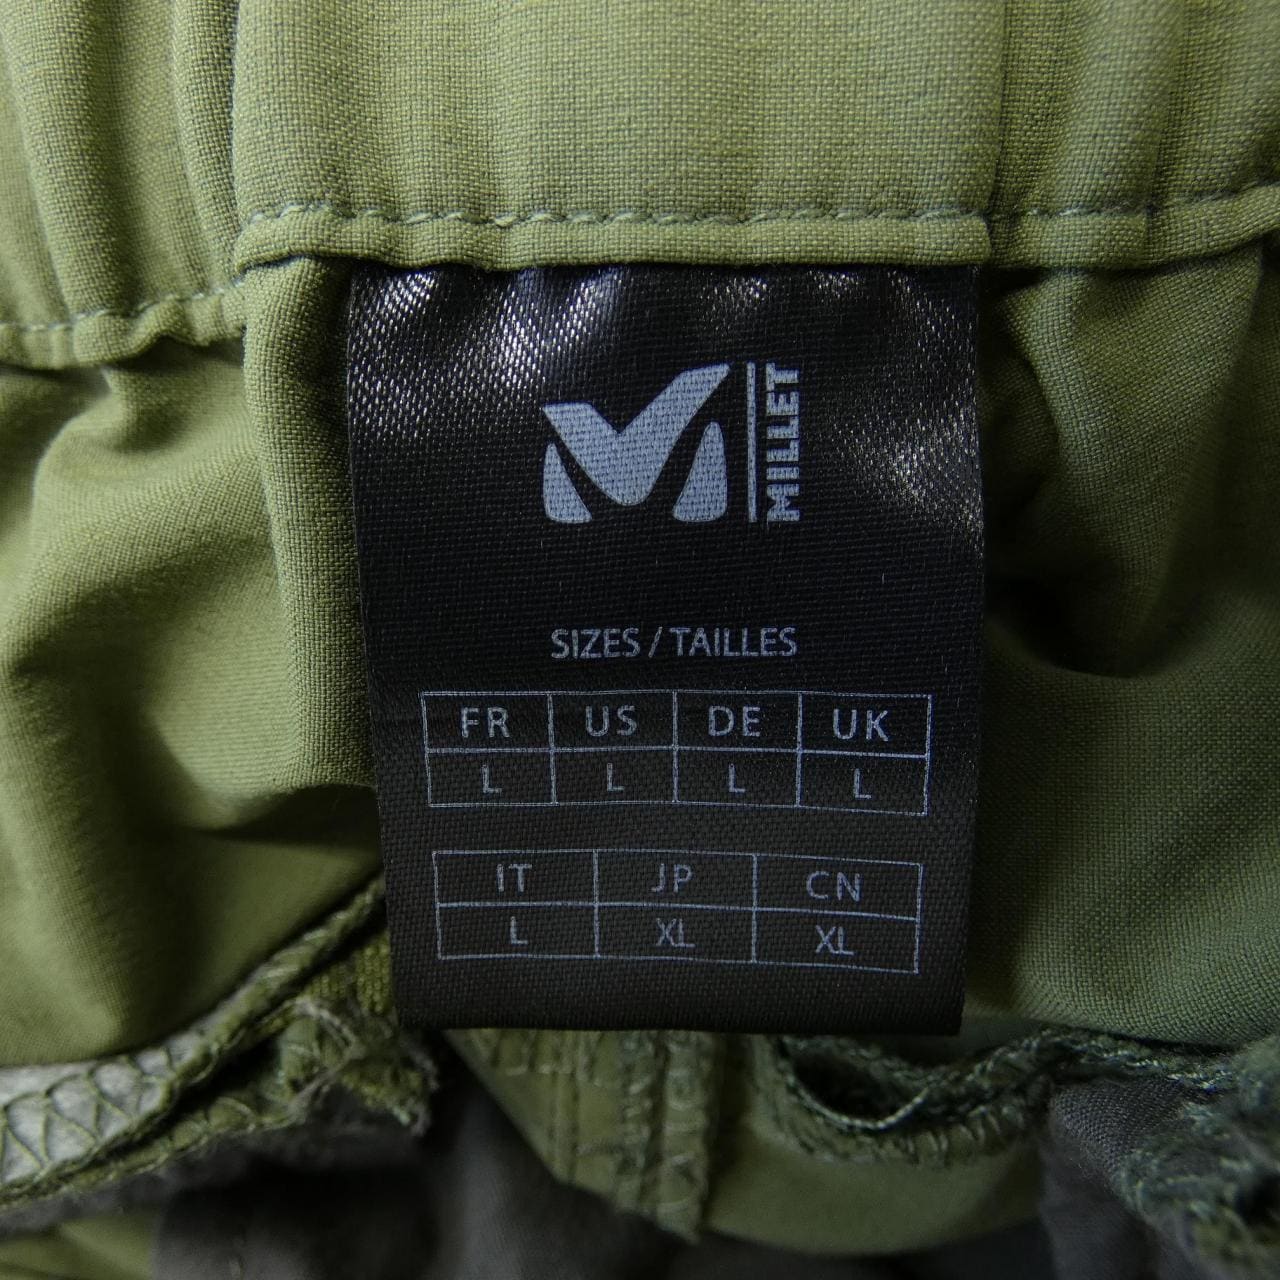 MILLET
SIZES / TAILLES
FR US DE UK
L L L L
IT JP CN
L XL XL